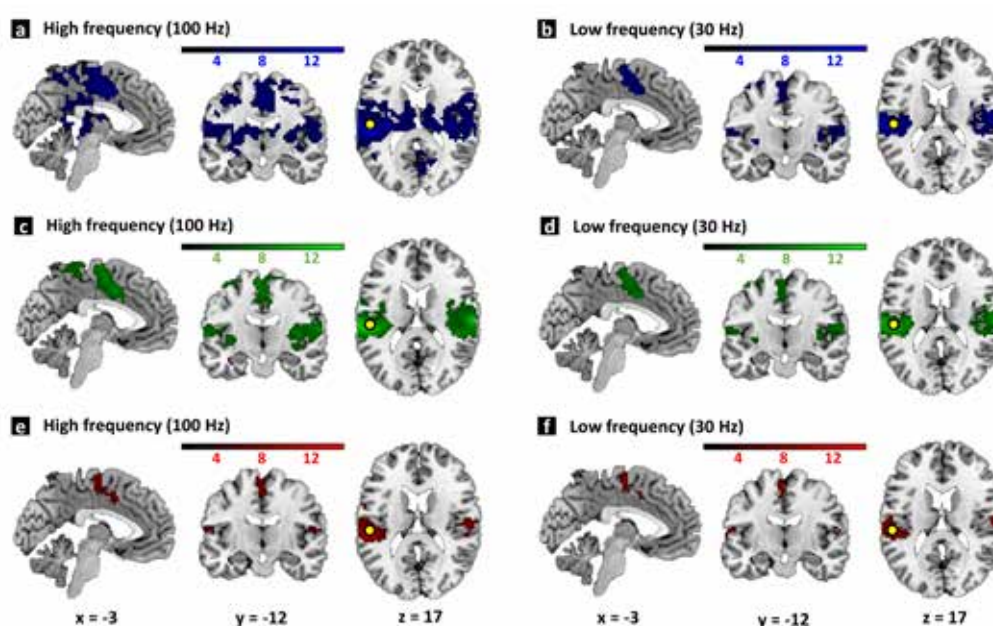 a High frequency (100 Hz)
4 8 12
b Low frequency (30 Hz)
4 8 12
c High frequency (100 Hz)
4 8 12
d Low frequency (30 Hz)
4 8 12
e High frequency (100 Hz)
4 8 12
f Low frequency (30 Hz)
4 8 12
x = -3 y = -12 z = 17
x = -3 y = -12 z = 17